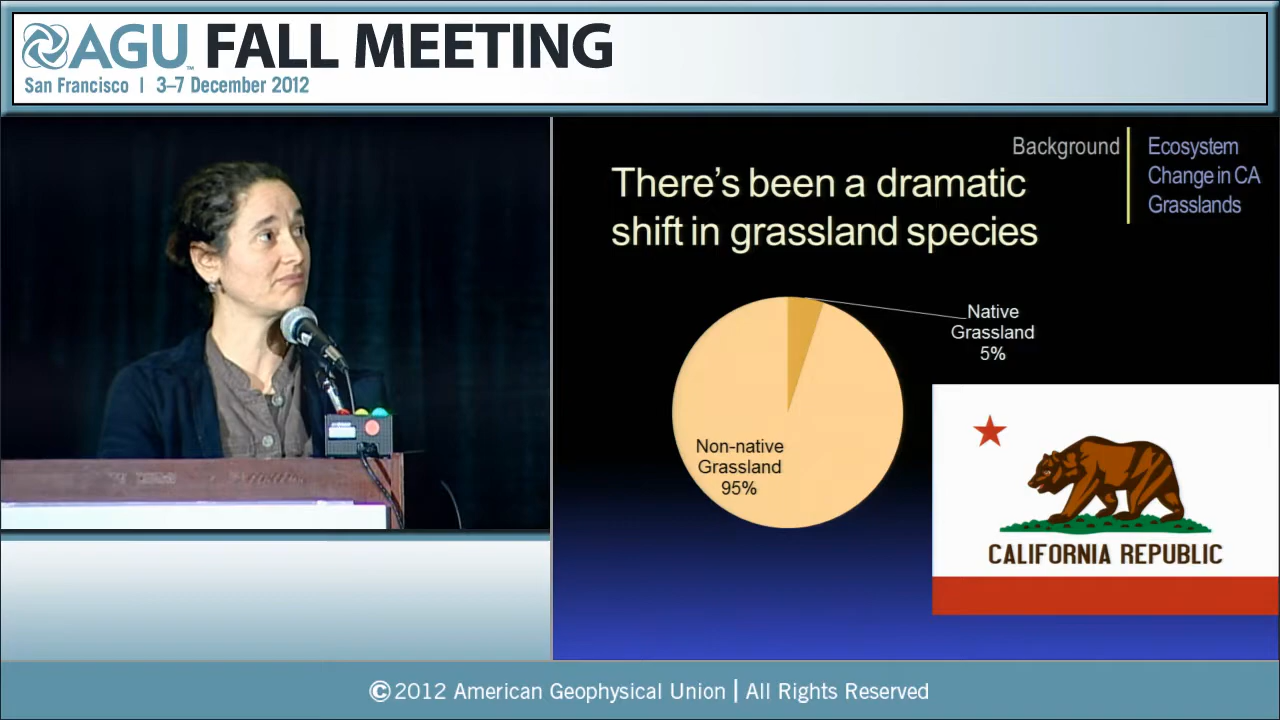 AGU™ FALL MEETING
San Francisco | 3–7 December 2012
Background
Ecosystem
Change in CA
Grasslands
There's been a dramatic
shift in grassland species
Native
Grassland
5%
Non-native
Grassland
95%
CALIFORNIA REPUBLIC
©2012 American Geophysical Union | All Rights Reserved